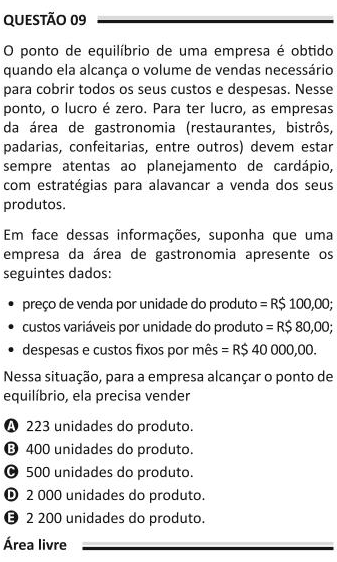 QUESTÃO 09
O ponto de equilíbrio de uma empresa é obtido
quando ela alcança o volume de vendas necessário
para cobrir todos os seus custos e despesas. Nesse
ponto, o lucro é zero. Para ter lucro, as empresas
da área de gastronomia (restaurantes, bistrôs,
padarias, confeitarias, entre outros) devem estar
sempre atentas ao planejamento de cardápio,
com estratégias para alavancar a venda dos seus
produtos.
Em face dessas informações, suponha que uma
empresa da área de gastronomia apresente os
seguintes dados:
• preço de venda por unidade do produto = R$ 100,00;
• custos variáveis por unidade do produto = R$ 80,00;
• despesas e custos fixos por mês = R$ 40 000,00.
Nessa situação, para a empresa alcançar o ponto de
equilíbrio, ela precisa vender
A 223 unidades do produto.
B 400 unidades do produto.
C 500 unidades do produto.
D 2 000 unidades do produto.
E 2 200 unidades do produto.
Área livre